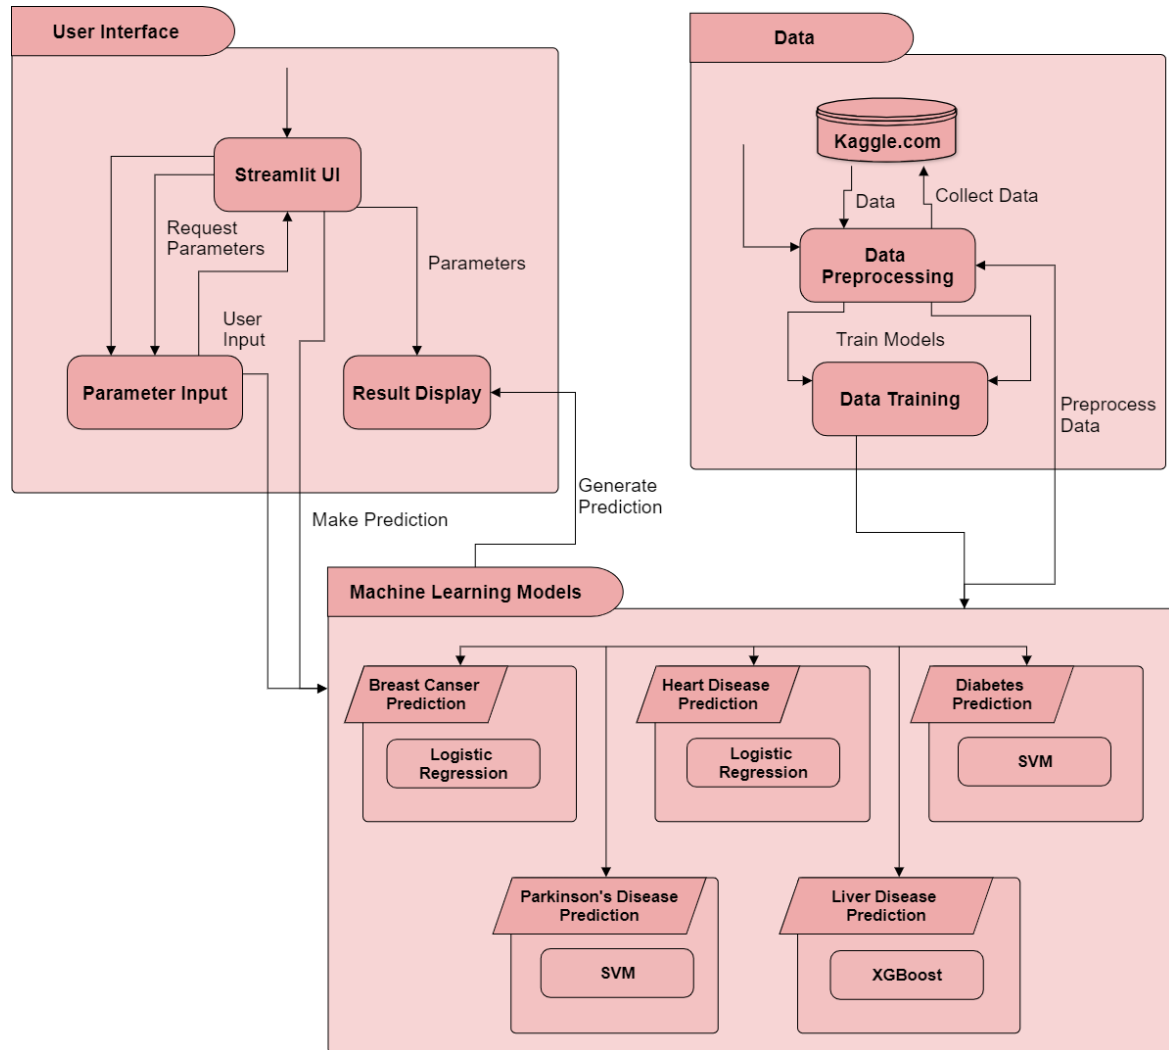 User Interface
Streamlit UI
Request
Parameters
Parameters
User
Input
Parameter Input
Result Display
Make Prediction
Generate
Prediction
Data
Kaggle.com
Data
Collect Data
Data
Preprocessing
Train Models
Data Training
Preprocess
Data
Machine Learning Models
Breast Canser
Prediction
Logistic
Regression
Heart Disease
Prediction
Logistic
Regression
Diabetes
Prediction
SVM
Parkinson's Disease
Prediction
SVM
Liver Disease
Prediction
XGBoost